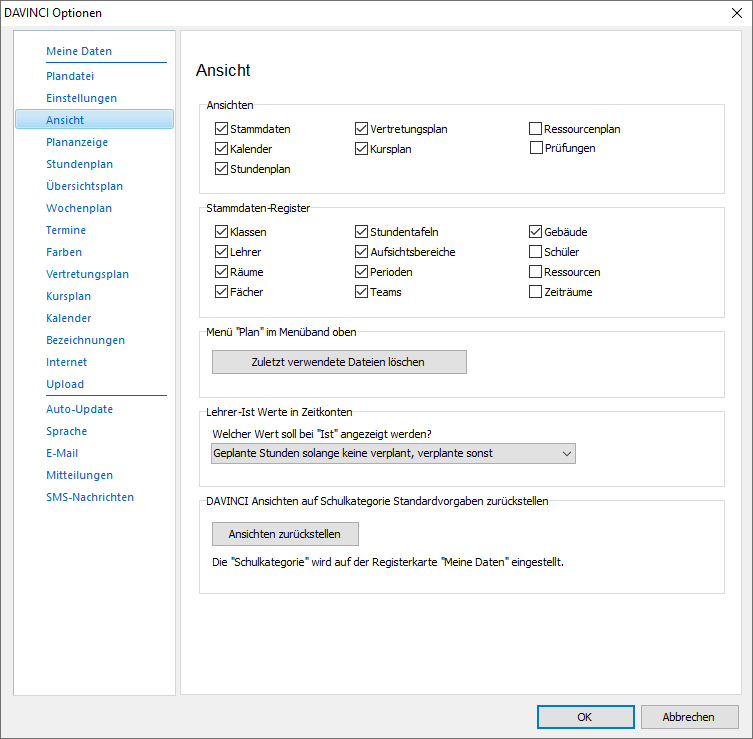 DAVINCI Optionen
Meine Daten
Plandatei
Einstellungen
Ansicht
Plananzeige
Stundenplan
Übersichtsplan
Wochenplan
Termine
Farben
Vertretungsplan
Kursplan
Kalender
Bezeichnungen
Internet
Upload
Auto-Update
Sprache
E-Mail
Mitteilungen
SMS-Nachrichten
Ansicht
Ansichten
Stammdaten Vertretungsplan Ressourcenplan
Kalender Kursplan Prüfungen
Stundenplan
Stammdaten-Register
Klassen Stundentafeln Gebäude
Lehrer Aufsichtsbereiche Schüler
Räume Perioden Ressourcen
Fächer Teams Zeiträume
Menü "Plan" im Menüband oben
Zuletzt verwendete Dateien löschen
Lehrer-Ist Werte in Zeitkonten
Welcher Wert soll bei "Ist" angezeigt werden?
Geplante Stunden solange keine verplant, verplante sonst
DAVINCI Ansichten auf Schulkategorie Standardvorgaben zurückstellen
Ansichten zurückstellen
Die "Schulkategorie" wird auf der Registerkarte "Meine Daten" eingestellt.
OK Abbrechen